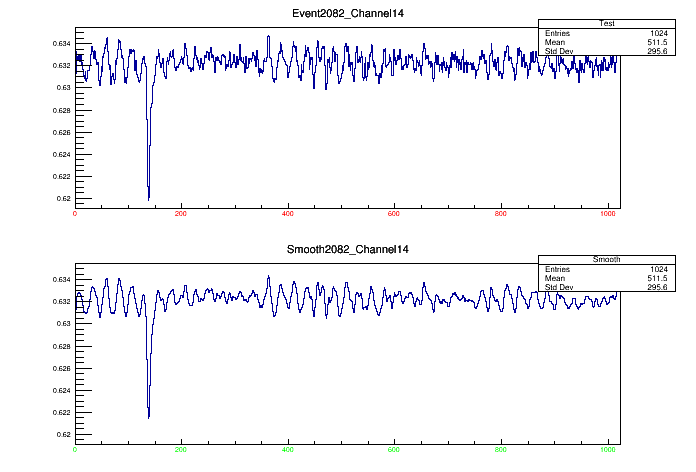 Event2082_Channel14
Test
Entries 1024
Mean 511.5
Std Dev 295.6
0.634
0.632
0.63
0.628
0.626
0.624
0.622
0.62
0 200 400 600 800 1000
Smooth2082_Channel14
Smooth
Entries 1024
Mean 511.5
Std Dev 295.6
0.634
0.632
0.63
0.628
0.626
0.624
0.622
0.62
0 200 400 600 800 1000